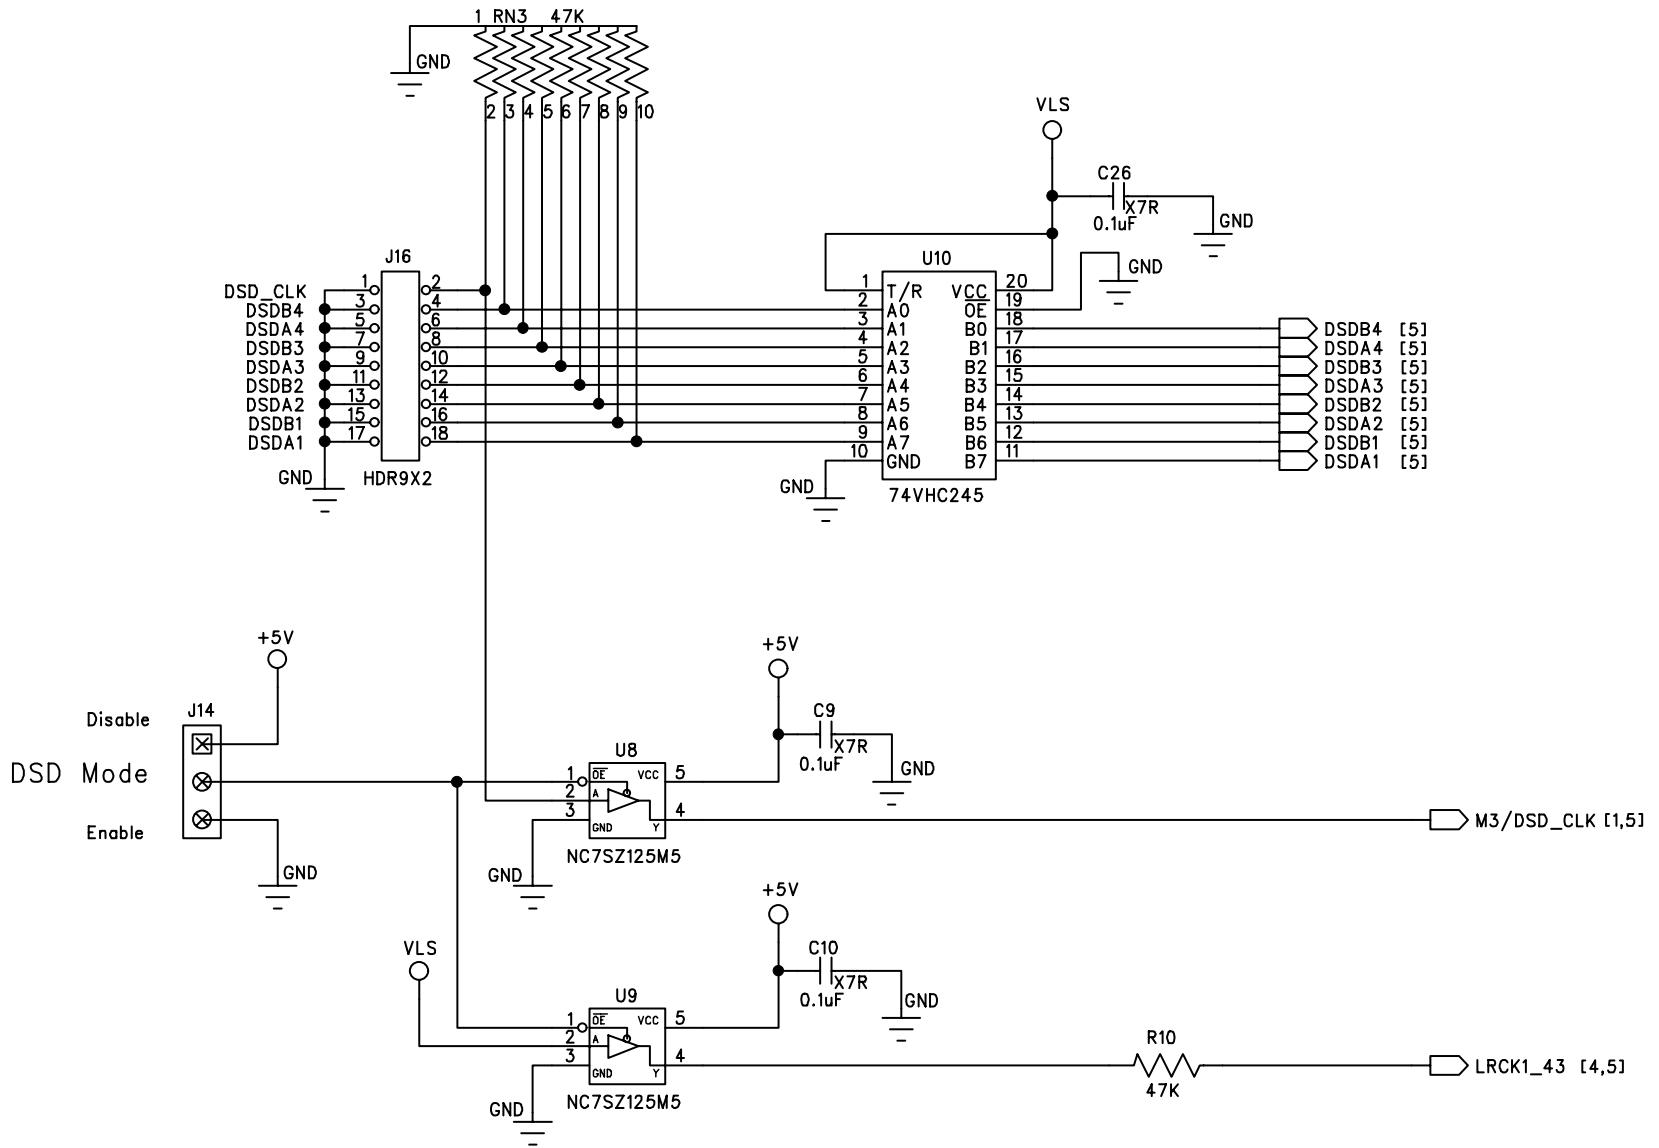 1 RN3 47K
GND
2 3 4 5 6 7 8 9 10
VLS
C26
X7R
0.1uF
GND
GND
J16
DSD_CLK 1 2
DSDB4 3 4
DSDA4 5 6
DSDB3 7 8
DSDA3 9 10
DSDB2 11 12
DSDA2 13 14
DSDB1 15 16
DSDA1 17 18
GND
HDR9X2
U10
1 T/R VCC 20
2 A0 OE 19
3 A1 B0 18
4 A2 B1 17
5 A3 B2 16
6 A4 B3 15
7 A5 B4 14
8 A6 B5 13
9 A7 B6 12
10 GND B7 11
GND
74VHC245
DSDB4 [5]
DSDA4 [5]
DSDB3 [5]
DSDA3 [5]
DSDB2 [5]
DSDA2 [5]
DSDB1 [5]
DSDA1 [5]
+5V
J14
Disable
DSD Mode
Enable
GND
+5V
C9
X7R
0.1uF
GND
U8
1 OE VCC 5
2 A
3 GND Y 4
GND
NC7SZ125M5
M3/DSD_CLK [1,5]
+5V
C10
X7R
0.1uF
GND
VLS
U9
1 OE VCC 5
2 A
3 GND Y 4
GND
NC7SZ125M5
R10
47K
LRCK1_43 [4,5]